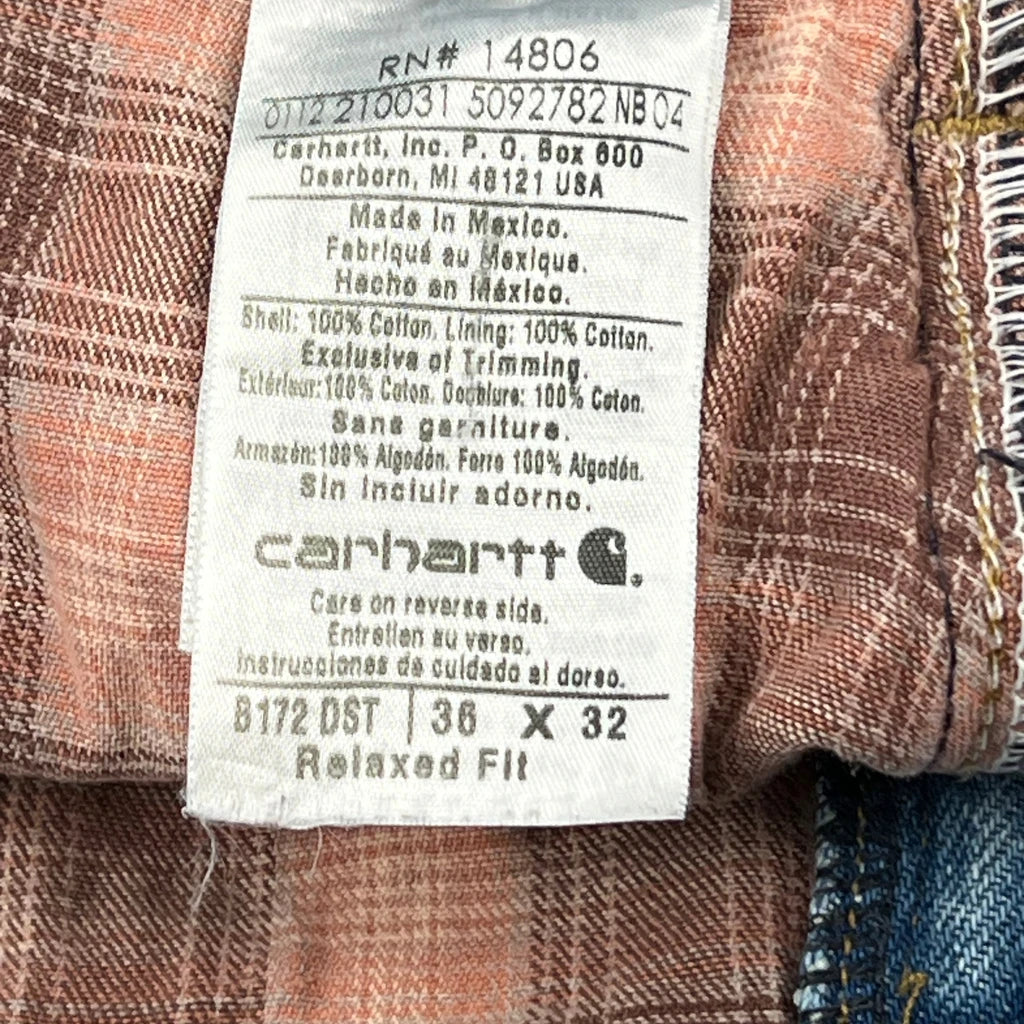 RN# 14806
0112 210031 5092782 NB 04
Carhartt, Inc. P. O. Box 600
Dearborn, MI 48121 USA
Made in Mexico.
Fabriqué au Mexique.
Hecho en México.
Shell: 100% Cotton. Lining: 100% Cotton.
Exclusive of Trimming.
Extérieur: 100% Coton. Doublure: 100% Coton.
Sans garniture.
Armazón: 100% Algodón. Forro 100% Algodón.
Sin incluir adorno.
carhartt
Care on reverse side.
Entretien au verso.
Instrucciones de cuidado al dorso.
B172 DST | 36 X 32
Relaxed Fit